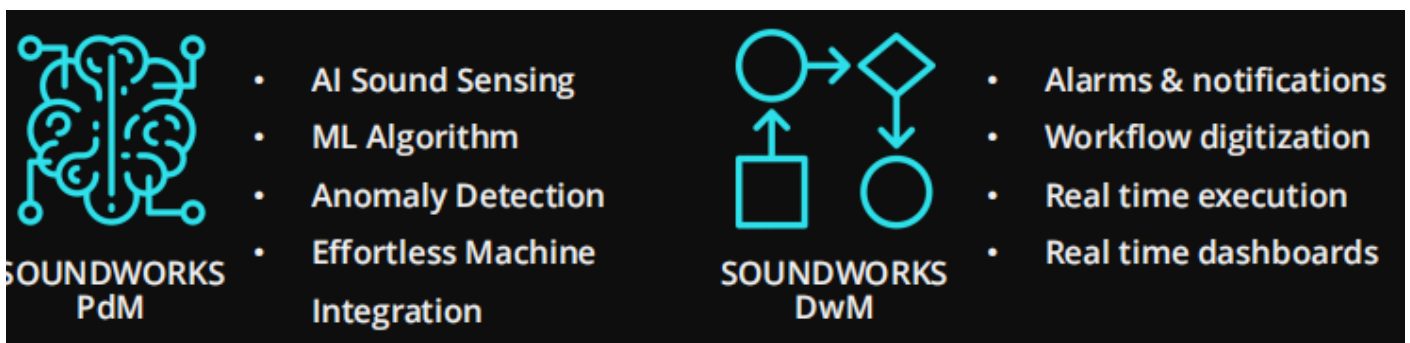 SOUNDWORKS
PdM
• AI Sound Sensing
• ML Algorithm
• Anomaly Detection
• Effortless Machine
Integration
SOUNDWORKS
DwM
• Alarms & notifications
• Workflow digitization
• Real time execution
• Real time dashboards